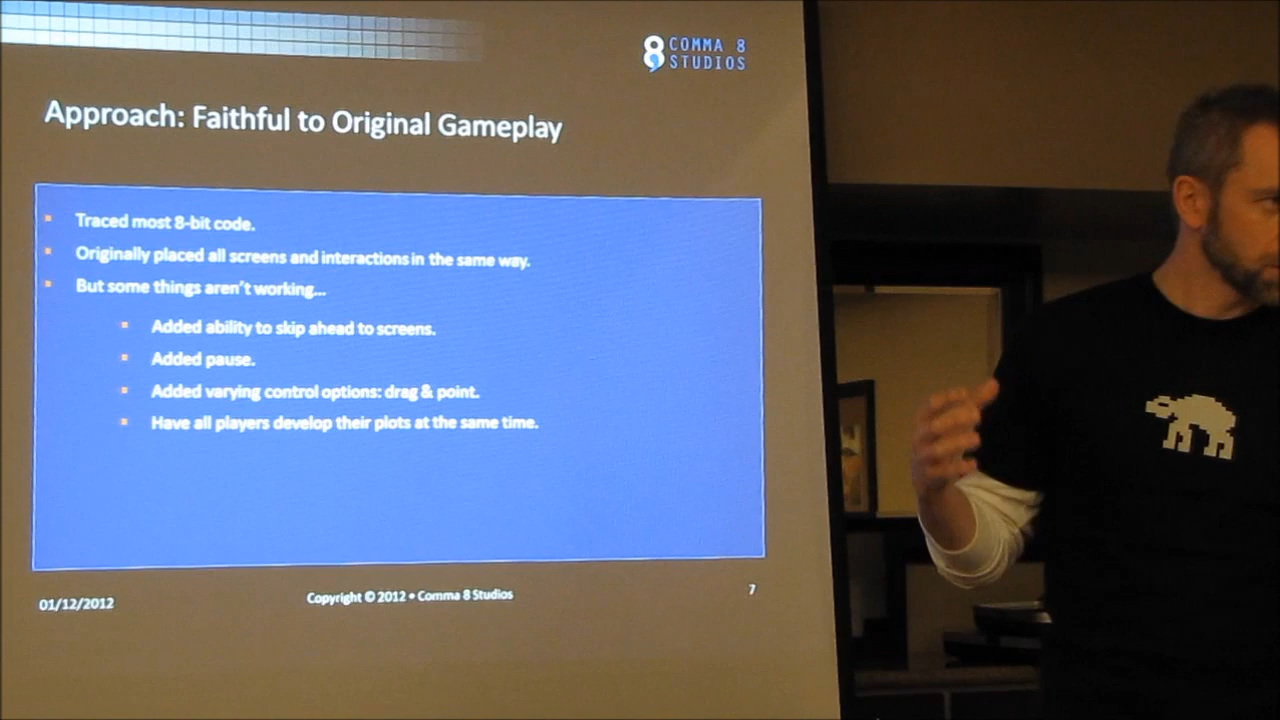 COMMA 8
STUDIOS
Approach: Faithful to Original Gameplay
Traced most 8-bit code.
Originally placed all screens and interactions in the same way.
But some things aren't working...
Added ability to skip ahead to screens.
Added pause.
Added varying control options: drag & point.
Have all players develop their plots at the same time.
01/12/2012
Copyright © 2012 • Comma 8 Studios
7